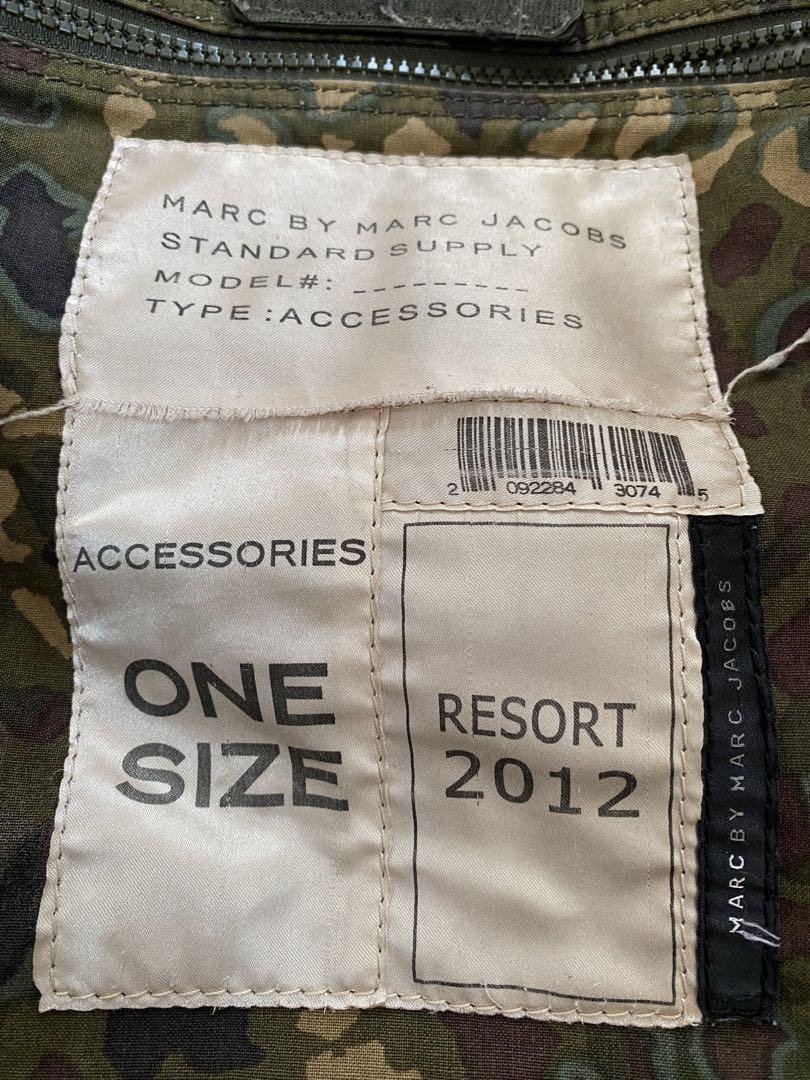 MARC BY MARC JACOBS
STANDARD SUPPLY
MODEL#: _________
TYPE:ACCESSORIES
2 092284 3074 5
ACCESSORIES
ONE
SIZE
RESORT
2012
MARC BY MARC JACOBS